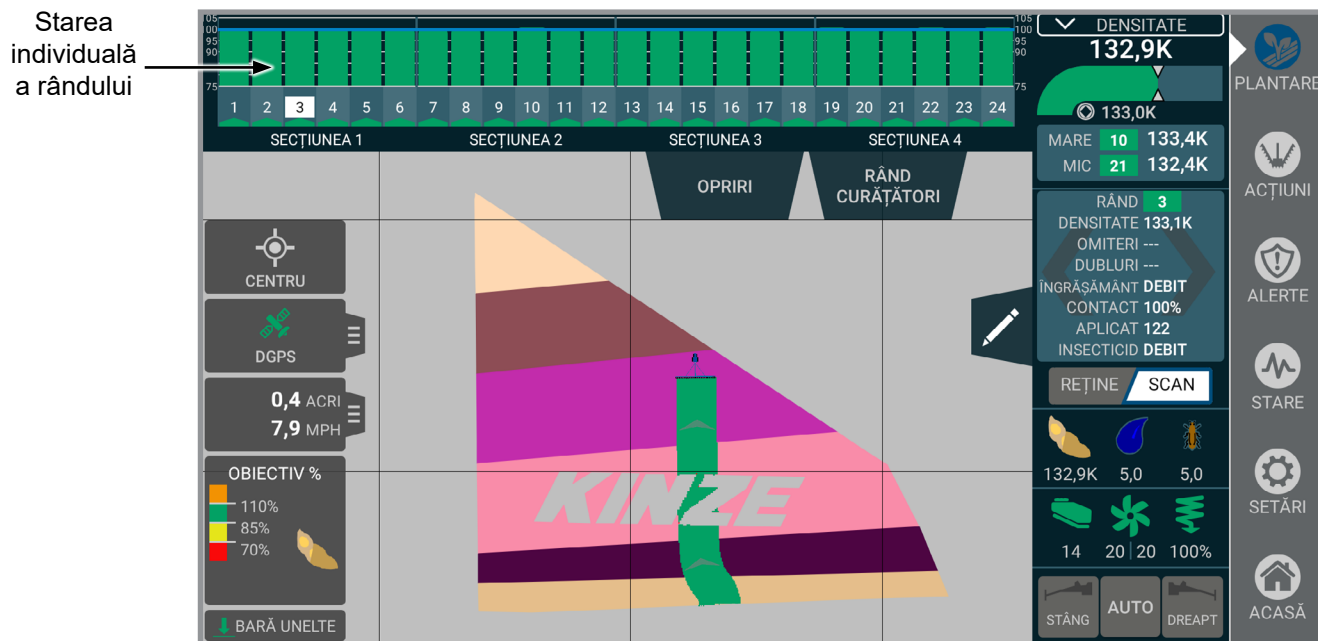 Starea
individuală
a rândului
105
100
95
90
75
105
100
95
90
75
1 2 3 4 5 6 7 8 9 10 11 12 13 14 15 16 17 18 19 20 21 22 23 24
SECȚIUNEA 1 SECȚIUNEA 2 SECȚIUNEA 3 SECȚIUNEA 4
OPRIRI
RÂND
CURĂȚĂTORI
CENTRU
DGPS
0,4 ACRI
7,9 MPH
OBIECTIV %
110%
85%
70%
BARĂ UNELTE
KINZE
DENSITATE
132,9K
133,0K
MARE 10 133,4K
MIC 21 132,4K
RÂND 3
DENSITATE 133,1K
OMITERI ---
DUBLURI ---
ÎNGRĂȘĂMÂNT DEBIT
CONTACT 100%
APLICAT 122
INSECTICID DEBIT
REȚINE SCAN
132,9K 5,0 5,0
14 20 | 20 100%
STÂNG AUTO DREAPT
PLANTARE
ACȚIUNI
ALERTE
STARE
SETĂRI
ACASĂ